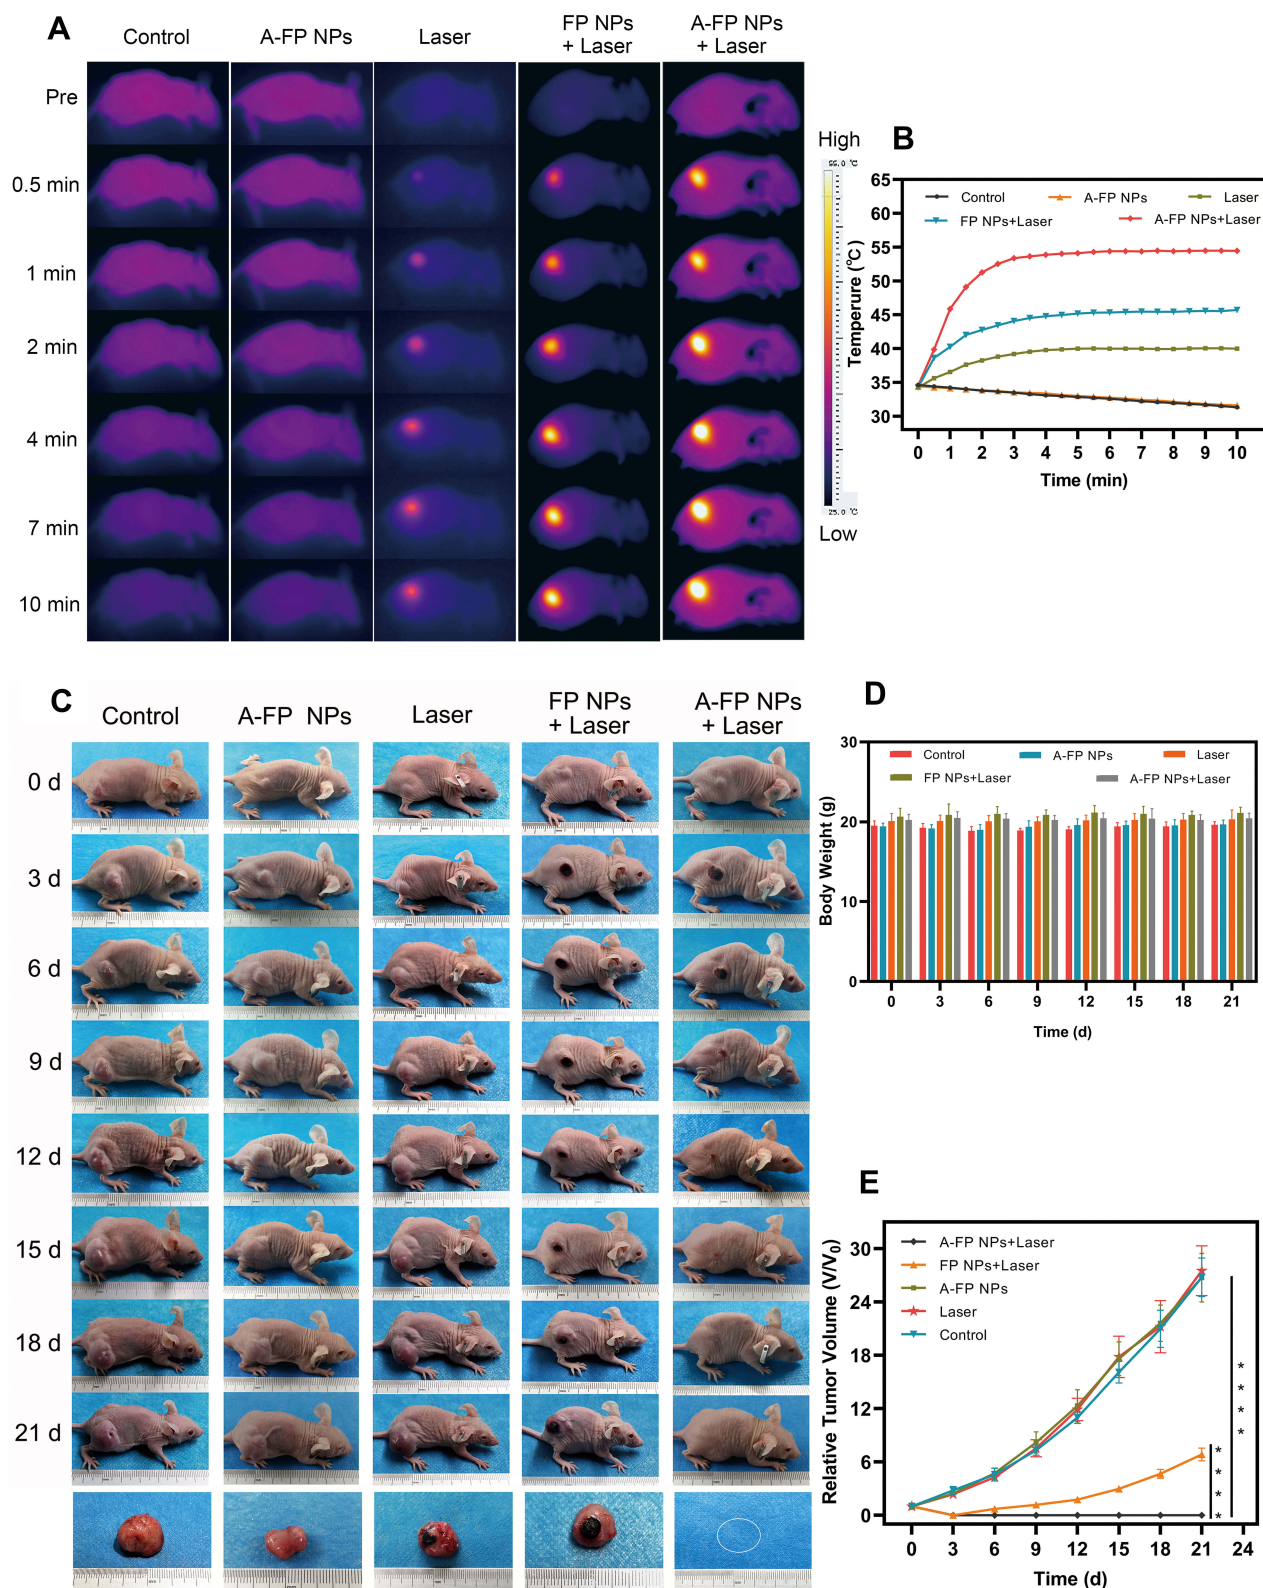 A
Control
A-FP NPs
Laser
FP NPs
+ Laser
A-FP NPs
+ Laser
Pre
0.5 min
1 min
2 min
4 min
7 min
10 min
High
55.0 ℃
25.0 ℃
Low
B
Temperure (℃)
65
60
55
50
45
40
35
30
Control
A-FP NPs
Laser
FP NPs+Laser
A-FP NPs+Laser
0 1 2 3 4 5 6 7 8 9 10
Time (min)
C
Control
A-FP NPs
Laser
FP NPs
+ Laser
A-FP NPs
+ Laser
0 d
3 d
6 d
9 d
12 d
15 d
18 d
21 d
D
Body Weight (g)
30
20
10
0
Control
A-FP NPs
Laser
FP NPs+Laser
A-FP NPs+Laser
0 3 6 9 12 15 18 21
Time (d)
E
Relative Tumor Volume (V/V0)
30
24
18
12
6
0
A-FP NPs+Laser
FP NPs+Laser
A-FP NPs
Laser
Control
****
****
0 3 6 9 12 15 18 21 24
Time (d)